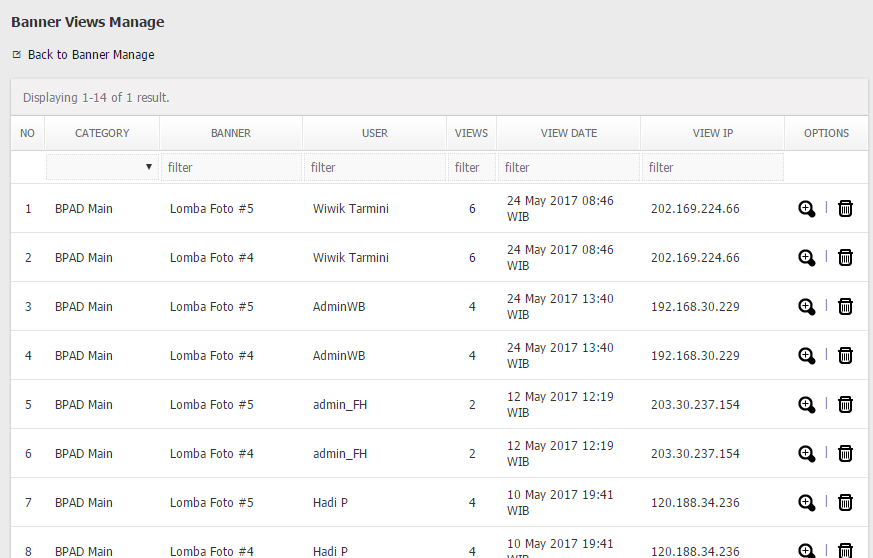 Banner Views Manage
Back to Banner Manage
Displaying 1-14 of 1 result.
NO CATEGORY BANNER USER VIEWS VIEW DATE VIEW IP OPTIONS
filter filter filter filter filter
1 BPAD Main Lomba Foto #5 Wiwik Tarmini 6 24 May 2017 08:46 WIB 202.169.224.66 |
2 BPAD Main Lomba Foto #4 Wiwik Tarmini 6 24 May 2017 08:46 WIB 202.169.224.66 |
3 BPAD Main Lomba Foto #5 AdminWB 4 24 May 2017 13:40 WIB 192.168.30.229 |
4 BPAD Main Lomba Foto #4 AdminWB 4 24 May 2017 13:40 WIB 192.168.30.229 |
5 BPAD Main Lomba Foto #5 admin_FH 2 12 May 2017 12:19 WIB 203.30.237.154 |
6 BPAD Main Lomba Foto #4 admin_FH 2 12 May 2017 12:19 WIB 203.30.237.154 |
7 BPAD Main Lomba Foto #5 Hadi P 4 10 May 2017 19:41 WIB 120.188.34.236 |
8 BPAD Main Lomba Foto #4 Hadi P 4 10 May 2017 19:41 WIB 120.188.34.236 |